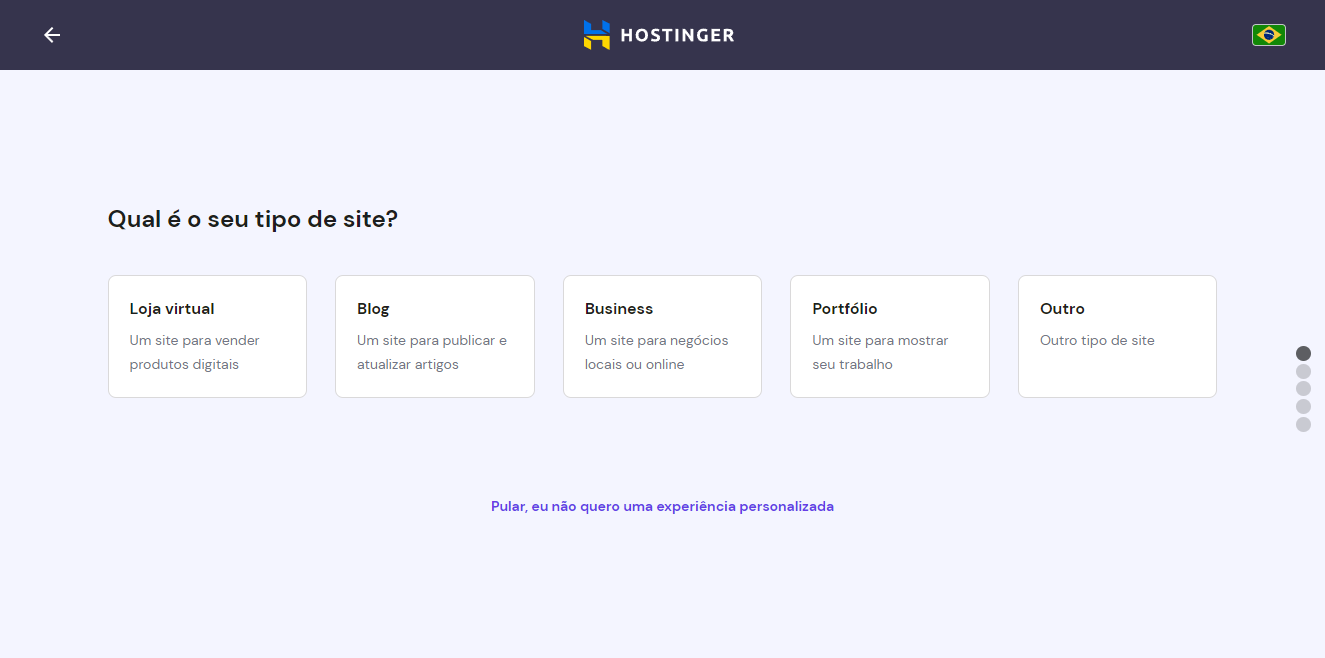 HOSTINGER
Qual é o seu tipo de site?
Loja virtual
Um site para vender
produtos digitais
Blog
Um site para publicar e
atualizar artigos
Business
Um site para negócios
locais ou online
Portfólio
Um site para mostrar
seu trabalho
Outro
Outro tipo de site
Pular, eu não quero uma experiência personalizada